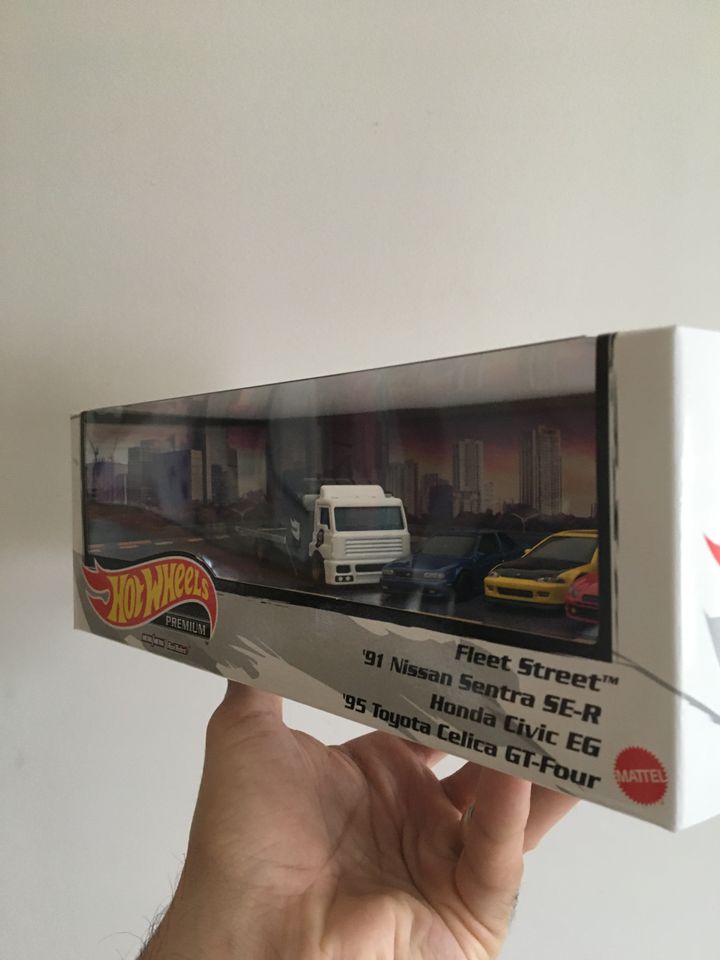 HOT WHEELS
PREMIUM
Fleet Street™
'91 Nissan Sentra SE-R
Honda Civic EG
'95 Toyota Celica GT-Four
MATTEL